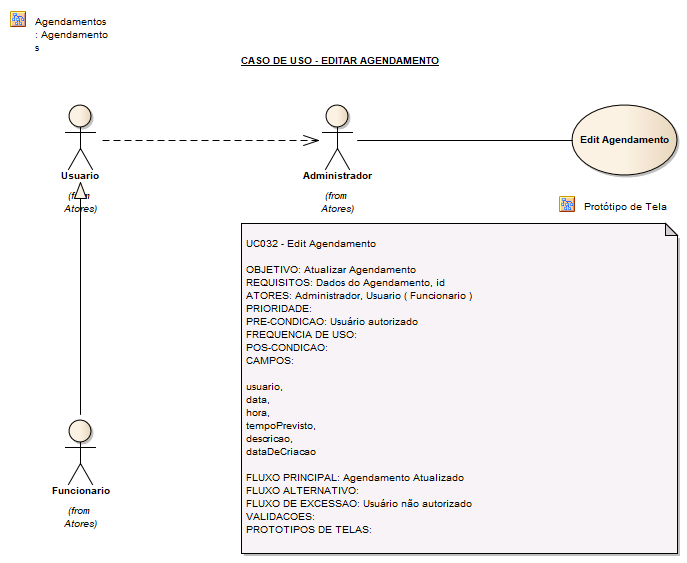 Agendamentos
: Agendamento
s
CASO DE USO - EDITAR AGENDAMENTO
Usuario
(from
Atores)
Administrador
(from
Atores)
Edit Agendamento
Protótipo de Tela
UC032 - Edit Agendamento
OBJETIVO: Atualizar Agendamento
REQUISITOS: Dados do Agendamento, id
ATORES: Administrador, Usuario ( Funcionario )
PRIORIDADE:
PRE-CONDICAO: Usuário autorizado
FREQUENCIA DE USO:
POS-CONDICAO:
CAMPOS:
usuario,
data,
hora,
tempoPrevisto,
descricao,
dataDeCriacao
FLUXO PRINCIPAL: Agendamento Atualizado
FLUXO ALTERNATIVO:
FLUXO DE EXCESSAO: Usuário não autorizado
VALIDACOES:
PROTOTIPOS DE TELAS:
Funcionario
(from
Atores)